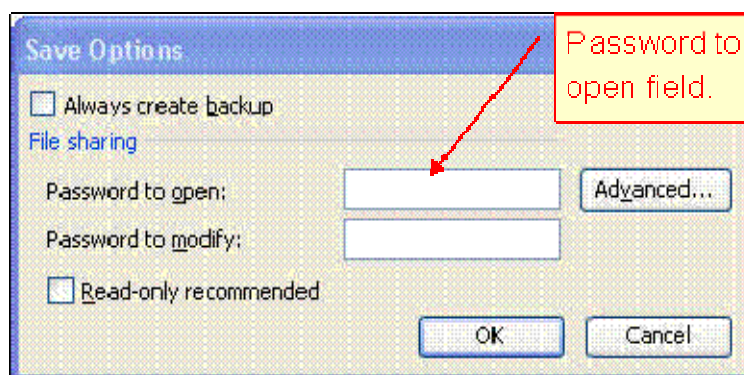 Save Options
Password to
open field.
Always create backup
File sharing
Password to open:
Advanced...
Password to modify:
Read-only recommended
OK
Cancel